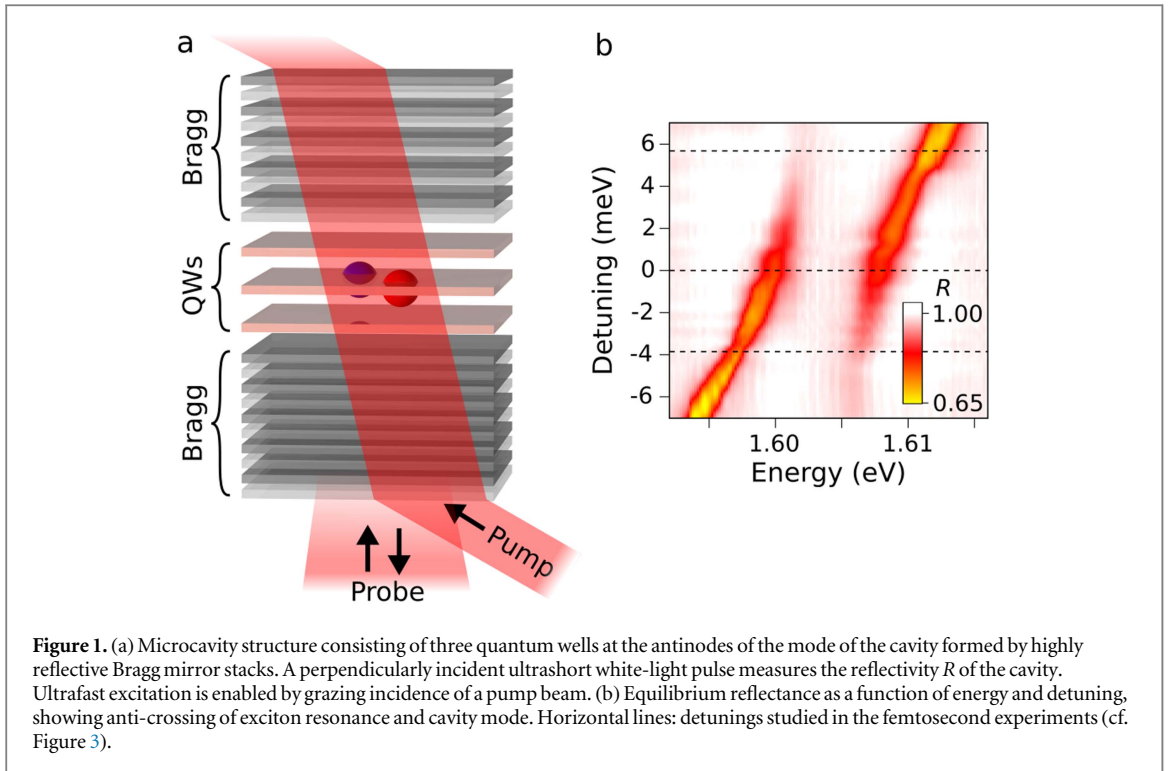 a
b
Bragg
QWs
Bragg
Pump
Probe
Detuning (meV)
6
4
2
0
-2
-4
-6
R
1.00
0.65
1.60
1.61
Energy (eV)
Figure 1. (a) Microcavity structure consisting of three quantum wells at the antinodes of the mode of the cavity formed by highly
reflective Bragg mirror stacks. A perpendicularly incident ultrashort white-light pulse measures the reflectivity R of the cavity.
Ultrafast excitation is enabled by grazing incidence of a pump beam. (b) Equilibrium reflectance as a function of energy and detuning,
showing anti-crossing of exciton resonance and cavity mode. Horizontal lines: detunings studied in the femtosecond experiments (cf.
Figure 3).